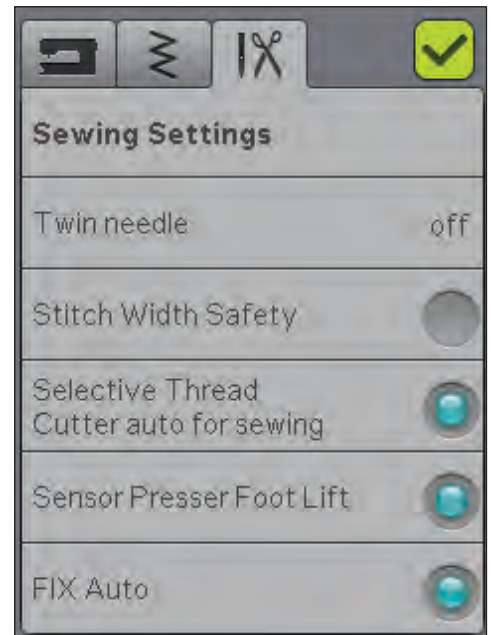 Sewing Settings
Twin needle off
Stitch Width Safety
Selective Thread
Cutter auto for sewing
Sensor Presser Foot Lift
FIX Auto